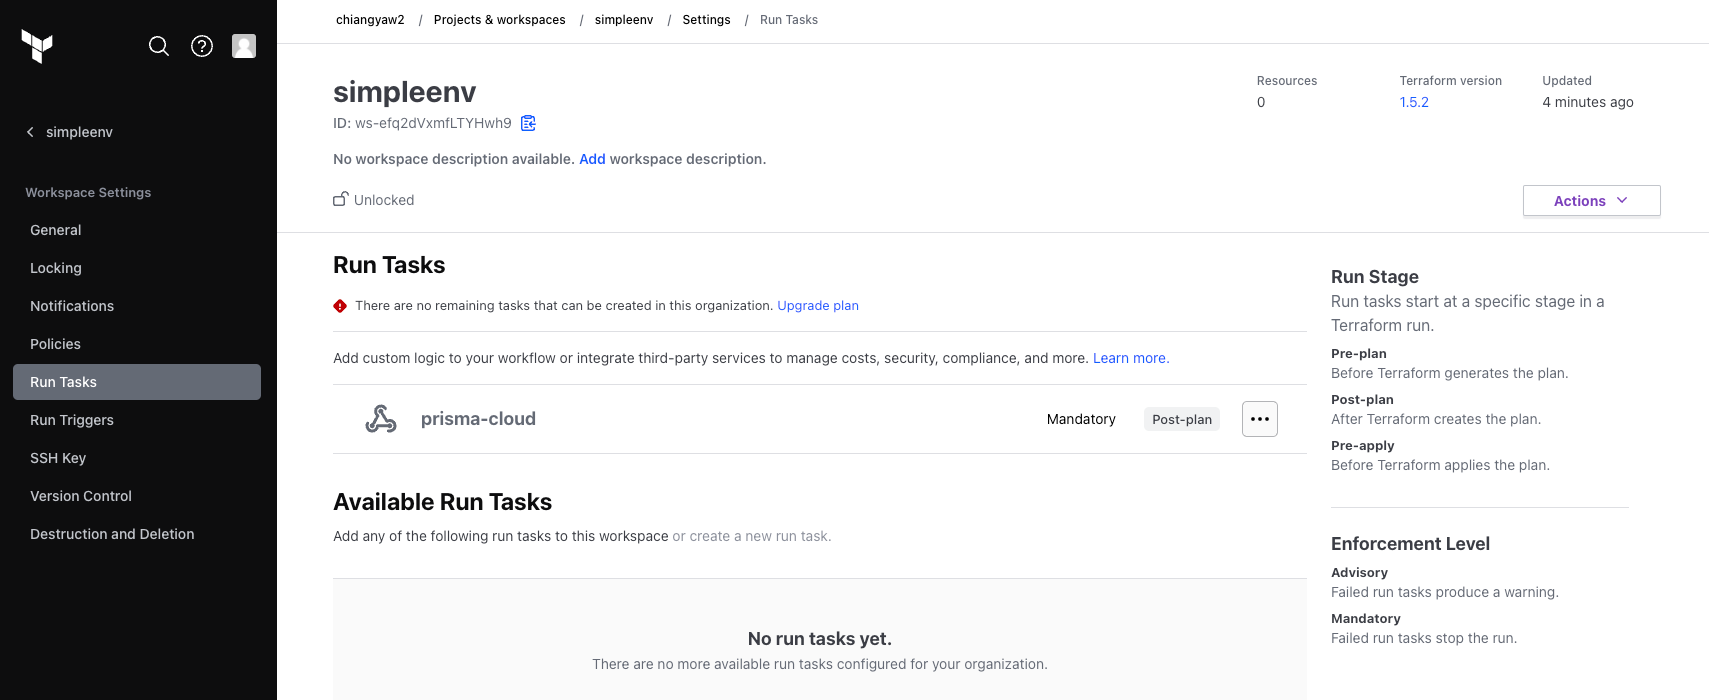 chiangyaw2 / Projects & workspaces / simpleenv / Settings / Run Tasks
simpleenv
Workspace Settings
General
Locking
Notifications
Policies
Run Tasks
Run Triggers
SSH Key
Version Control
Destruction and Deletion
simpleenv
ID: ws-efq2dVxmfLTYHwh9
No workspace description available. Add workspace description.
Unlocked
Resources
0
Terraform version
1.5.2
Updated
4 minutes ago
Actions
Run Tasks
There are no remaining tasks that can be created in this organization. Upgrade plan
Add custom logic to your workflow or integrate third-party services to manage costs, security, compliance, and more. Learn more.
prisma-cloud Mandatory Post-plan
Available Run Tasks
Add any of the following run tasks to this workspace or create a new run task.
No run tasks yet.
There are no more available run tasks configured for your organization.
Run Stage
Run tasks start at a specific stage in a
Terraform run.
Pre-plan
Before Terraform generates the plan.
Post-plan
After Terraform creates the plan.
Pre-apply
Before Terraform applies the plan.
Enforcement Level
Advisory
Failed run tasks produce a warning.
Mandatory
Failed run tasks stop the run.